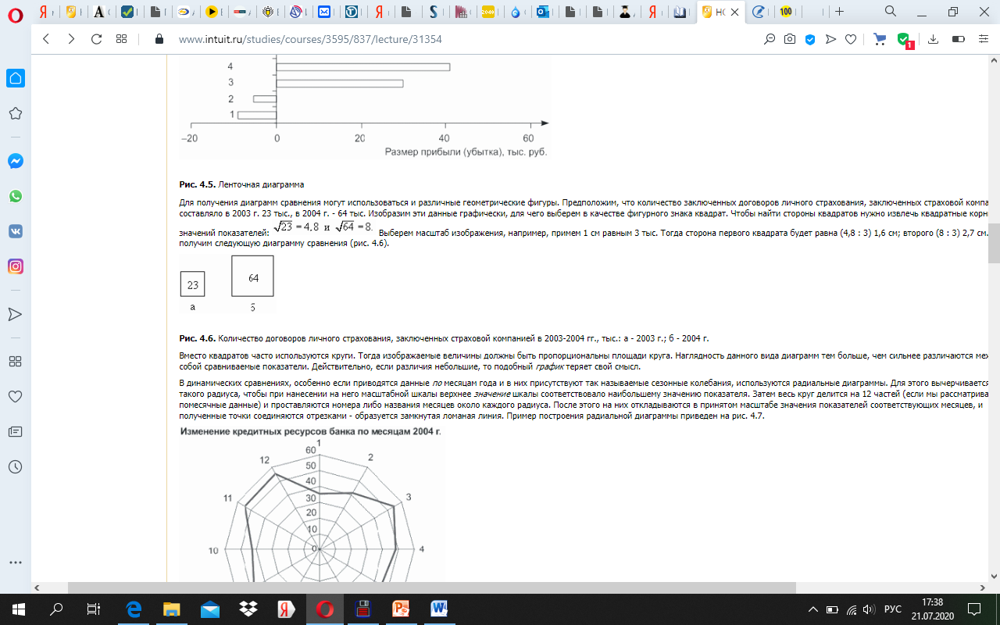 HC
100
www.intuit.ru/studies/courses/3595/837/lecture/31354
1
4
3
2
1
–20 0 20 40 60
Размер прибыли (убытка), тыс. руб.
Рис. 4.5. Ленточная диаграмма
Для получения диаграмм сравнения могут использоваться и различные геометрические фигуры. Предположим, что количество заключенных договоров личного страхования, заключенных страховой компа
составляло в 2003 г. 23 тыс., в 2004 г. - 64 тыс. Изобразим эти данные графически, для чего выберем в качестве фигурного знака квадрат. Чтобы найти стороны квадратов нужно извлечь квадратные корн
значений показателей: √23 = 4,8 и √64 = 8. Выберем масштаб изображения, например, примем 1 см равным 3 тыс. Тогда сторона первого квадрата будет равна (4,8 : 3) 1,6 см; второго (8 : 3) 2,7 см.
получим следующую диаграмму сравнения (рис. 4.6).
23 64
а б
Рис. 4.6. Количество договоров личного страхования, заключенных страховой компанией в 2003-2004 гг., тыс.: а - 2003 г.; б - 2004 г.
Вместо квадратов часто используются круги. Тогда изображаемые величины должны быть пропорциональны площади круга. Наглядность данного вида диаграмм тем больше, чем сильнее различаются меж
собой сравниваемые показатели. Действительно, если различия небольшие, то подобный график теряет свой смысл.
В динамических сравнениях, особенно если приводятся данные по месяцам года и в них присутствуют так называемые сезонные колебания, используются радиальные диаграммы. Для этого вычерчивается
такого радиуса, чтобы при нанесении на него масштабной шкалы верхнее значение шкалы соответствовало наибольшему значению показателя. Затем весь круг делится на 12 частей (если мы рассматрива
помесячные данные) и проставляются номера либо названия месяцев около каждого радиуса. После этого на них откладываются в принятом масштабе значения показателей соответствующих месяцев, и
полученные точки соединяются отрезками - образуется замкнутая ломаная линия. Пример построения радиальной диаграммы приведен на рис. 4.7.
Изменение кредитных ресурсов банка по месяцам 2004 г.
1
60
12 2
50
40
11 30 3
20
10
10 0 4
РУС
17:38
21.07.2020